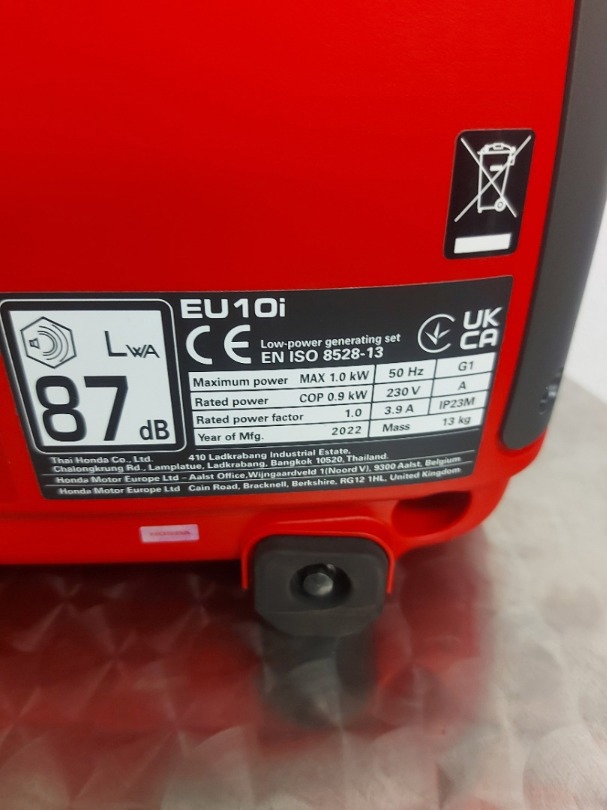 EU10i
LWA
87 dB
CE
Low-power generating set
EN ISO 8528-13
UK
CA
Maximum power MAX 1.0 kW 50 Hz G1
Rated power COP 0.9 kW 230 V A
Rated power factor 1.0 3.9 A IP23M
Year of Mfg. 2022 Mass 13 kg
Thai Honda Co., Ltd. 410 Ladkrabang Industrial Estate,
Chalongkrung Rd., Lamplatue, Ladkrabang, Bangkok 10520, Thailand.
Honda Motor Europe Ltd - Aalst Office, Wijngaardveld 1(Noord V), 9300 Aalst, Belgium
Honda Motor Europe Ltd Cain Road, Bracknell, Berkshire, RG12 1HL, United Kingdom
HONDA